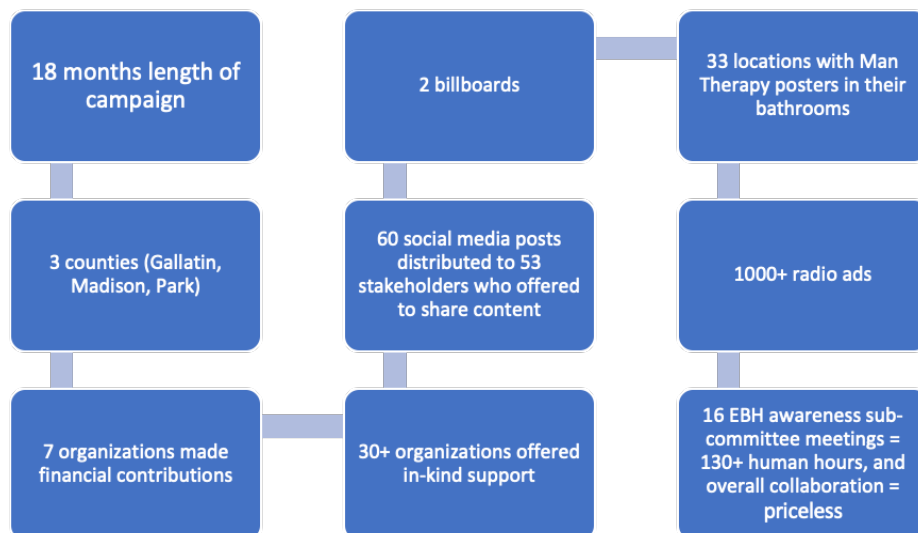 18 months length of
campaign
3 counties (Gallatin,
Madison, Park)
7 organizations made
financial contributions
30+ organizations offered
in-kind support
60 social media posts
distributed to 53
stakeholders who offered
to share content
2 billboards
33 locations with Man
Therapy posters in their
bathrooms
1000+ radio ads
16 EBH awareness sub-
committee meetings =
130+ human hours, and
overall collaboration =
priceless